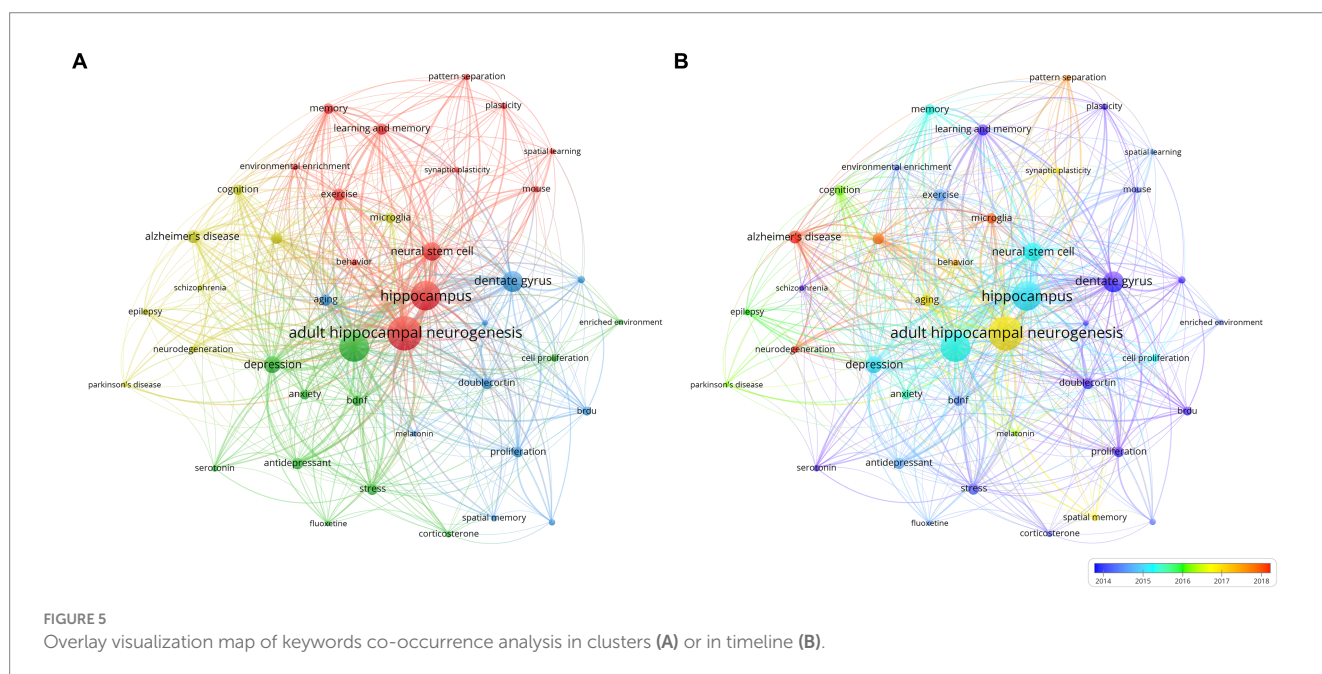 A
pattern separation
memory
plasticity
learning and memory
spatial learning
environmental enrichment
synaptic plasticity
cognition
exercise
mouse
microglia
alzheimer's disease
neural stem cell
behavior
dentate gyrus
schizophrenia
hippocampus
aging
epilepsy
enriched environment
adult hippocampal neurogenesis
neurodegeneration
cell proliferation
depression
parkinson's disease
doublecortin
anxiety
bdnf
brdu
melatonin
proliferation
serotonin
antidepressant
stress
spatial memory
fluoxetine
corticosterone
B
pattern separation
memory
plasticity
learning and memory
spatial learning
environmental enrichment
synaptic plasticity
cognition
exercise
mouse
microglia
alzheimer's disease
neural stem cell
behavior
dentate gyrus
schizophrenia
hippocampus
aging
epilepsy
enriched environment
adult hippocampal neurogenesis
neurodegeneration
cell proliferation
depression
parkinson's disease
doublecortin
anxiety
bdnf
brdu
melatonin
proliferation
serotonin
antidepressant
stress
spatial memory
fluoxetine
corticosterone
2014 2015 2016 2017 2018
FIGURE 5
Overlay visualization map of keywords co-occurrence analysis in clusters (A) or in timeline (B).